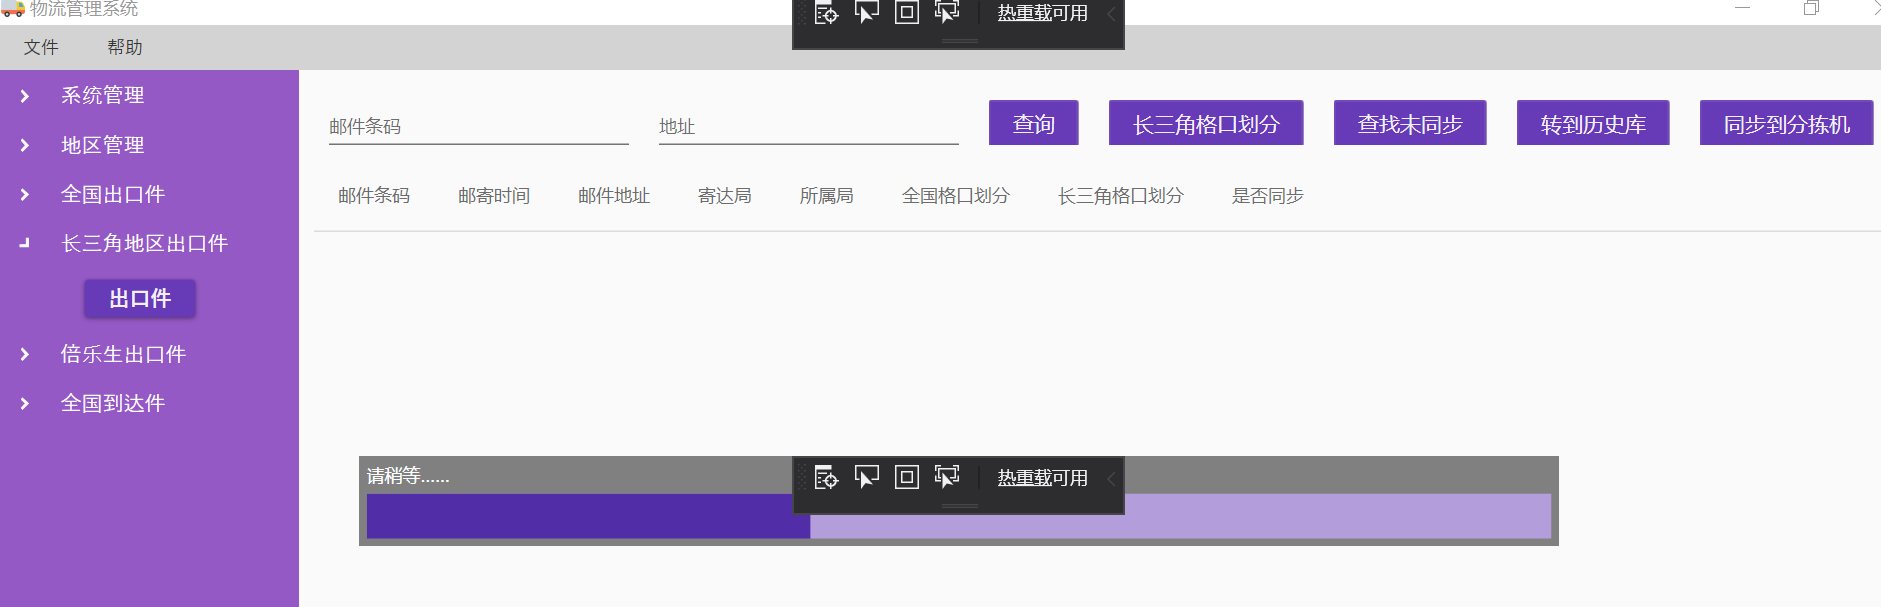 物流管理系统
热重载可用
文件 帮助
系统管理
地区管理
全国出口件
长三角地区出口件
出口件
倍乐生出口件
全国到达件
邮件条码 地址 查询 长三角格口划分 查找未同步 转到历史库 同步到分拣机
邮件条码 邮寄时间 邮件地址 寄达局 所属局 全国格口划分 长三角格口划分 是否同步
请稍等......
热重载可用